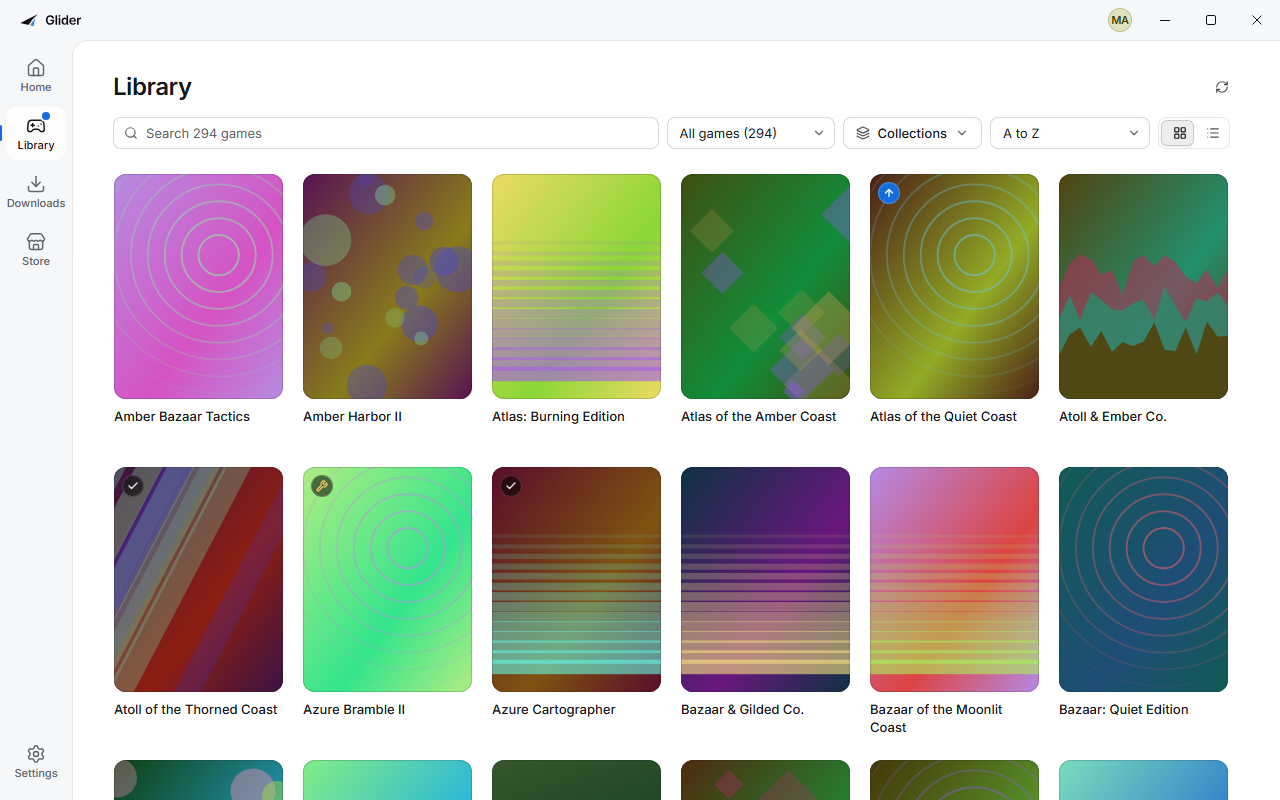 Glider
MA
Home
Library
Downloads
Store
Settings
Library
Search 294 games
All games (294)
Collections
A to Z
Amber Bazaar Tactics
Amber Harbor II
Atlas: Burning Edition
Atlas of the Amber Coast
Atlas of the Quiet Coast
Atoll & Ember Co.
Atoll of the Thorned Coast
Azure Bramble II
Azure Cartographer
Bazaar & Gilded Co.
Bazaar of the Moonlit
Coast
Bazaar: Quiet Edition